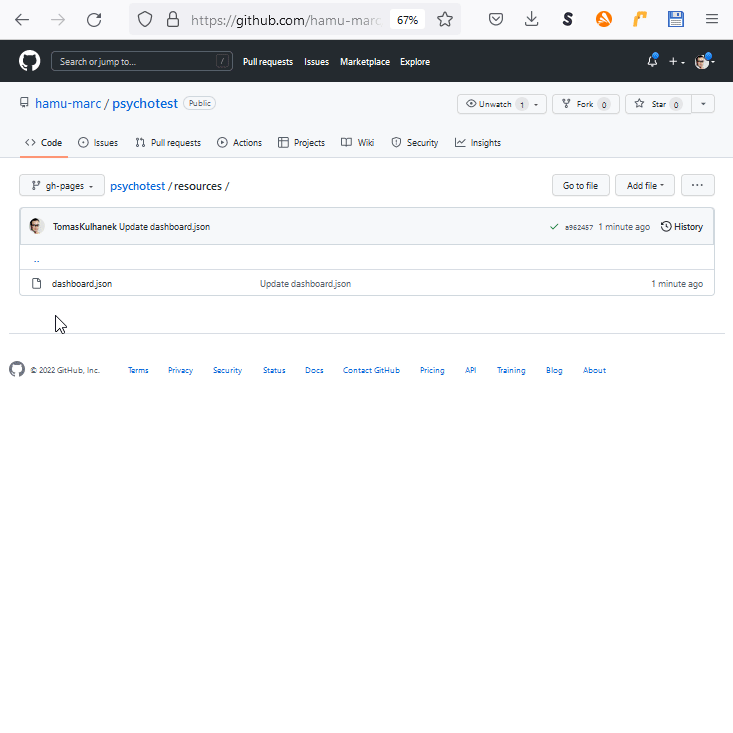 https://github.com/hamu-marc 67%
Search or jump to... / Pull requests Issues Marketplace Explore
hamu-marc / psychotest Public Unwatch 1 Fork 0 Star 0
Code Issues Pull requests Actions Projects Wiki Security Insights
gh-pages psychotest / resources / Go to file Add file ...
TomasKulhanek Update dashboard.json a962457 1 minute ago History
..
dashboard.json Update dashboard.json 1 minute ago
© 2022 GitHub, Inc. Terms Privacy Security Status Docs Contact GitHub Pricing API Training Blog About